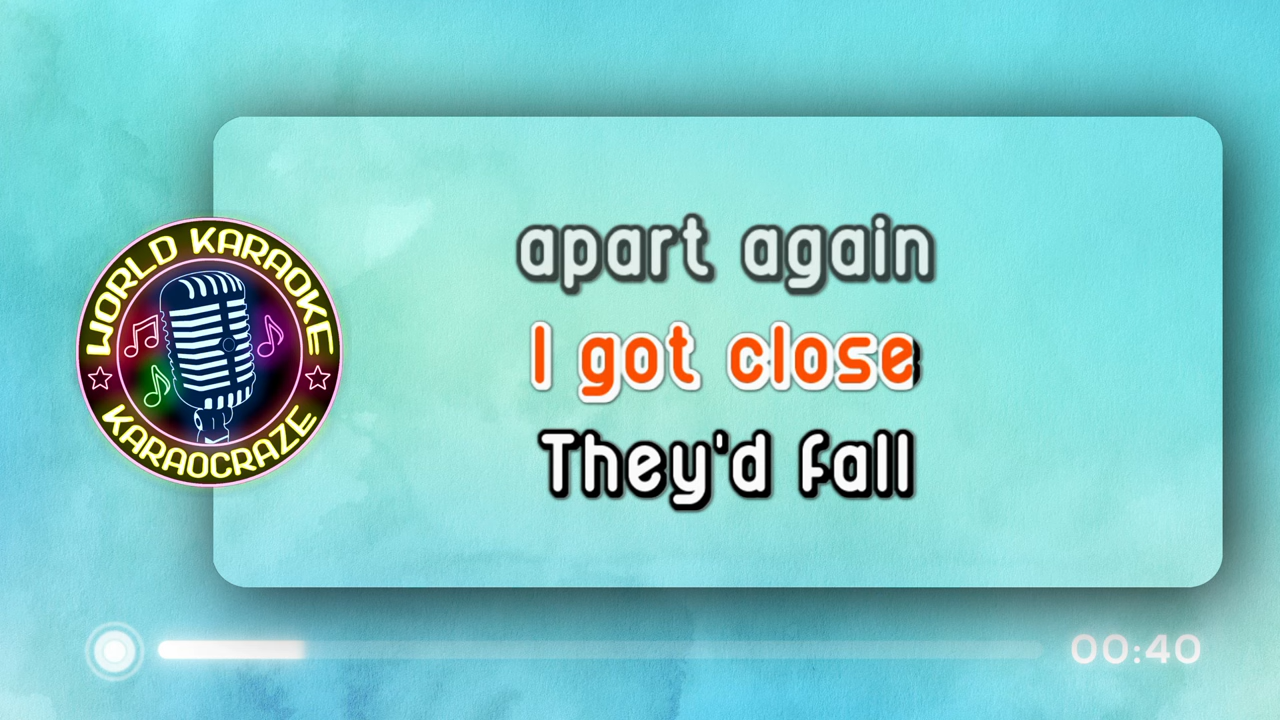 WORLD KARAOKE
KARAOCRAZE
apart again
I got close
They'd fall
00:40